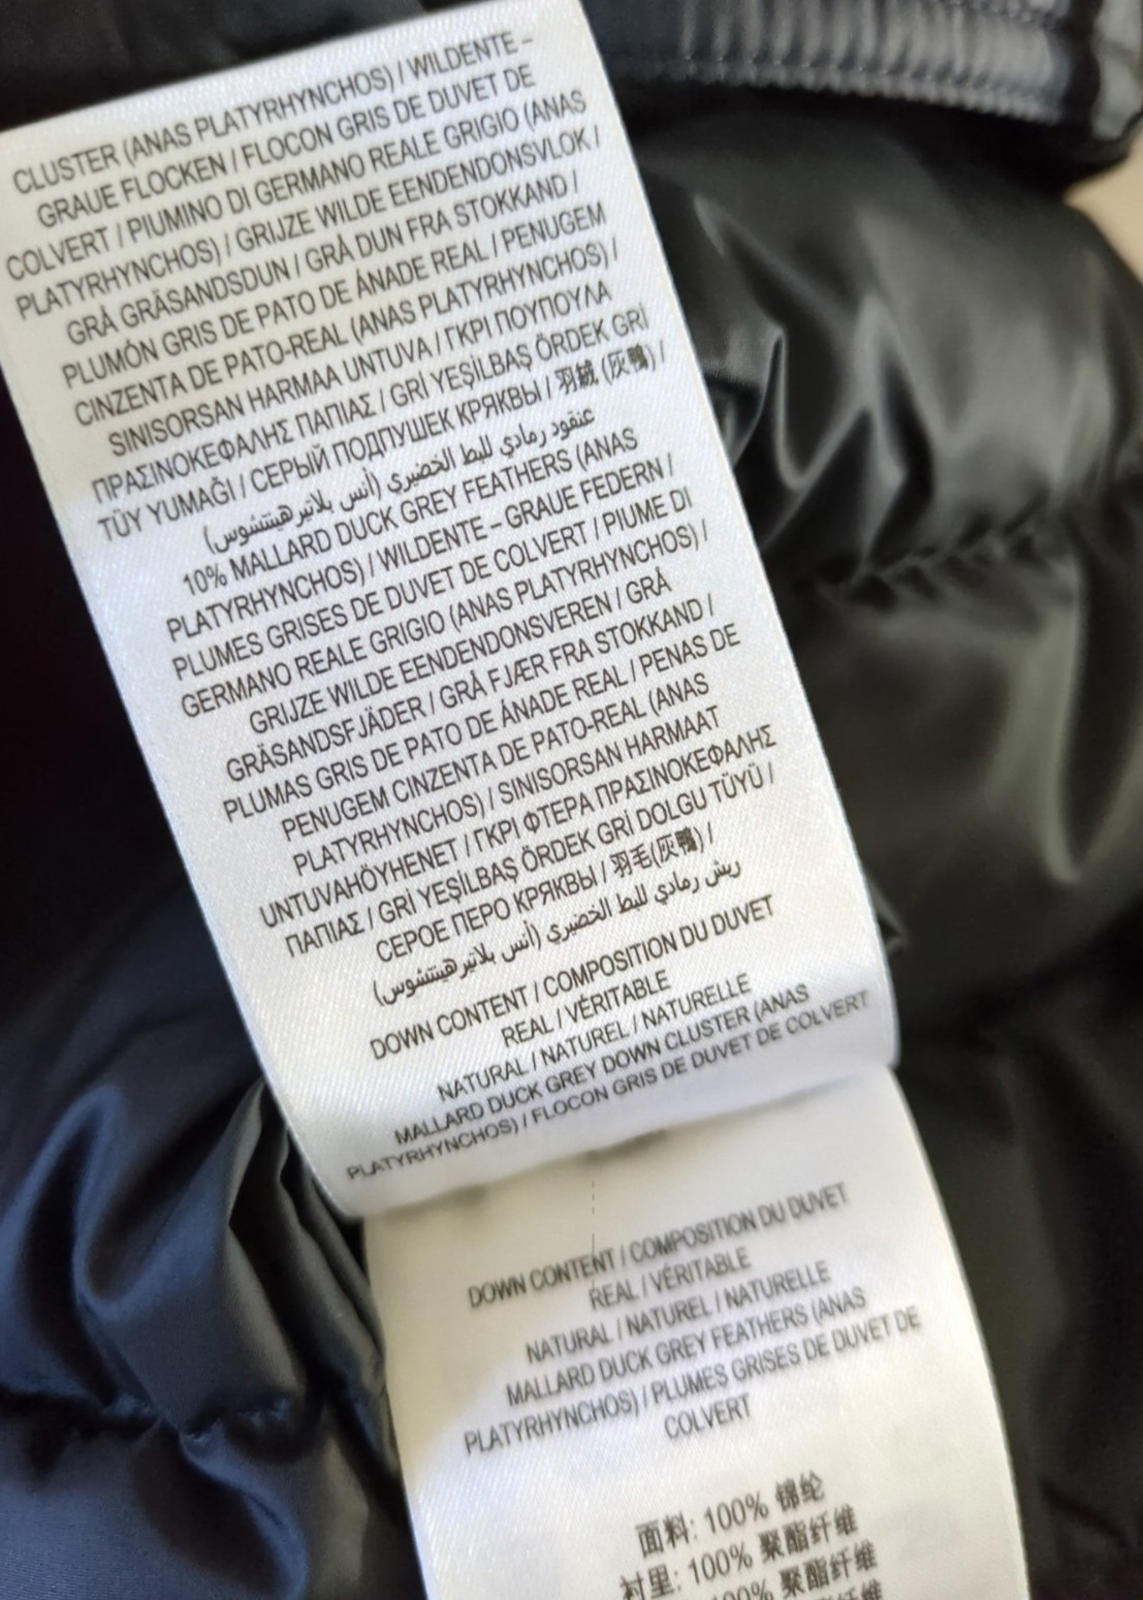 CLUSTER (ANAS PLATYRHYNCHOS) / WILDENTE –
GRAUE FLOCKEN / FLOCON GRIS DE DUVET DE
COLVERT / PIUMINO DI GERMANO REALE GRIGIO (ANAS
PLATYRHYNCHOS) / GRIJZE WILDE EENDENDONSVLOK /
GRÅ GRÄSANDSDUN / GRÅ DUN FRA STOKKAND /
PLUMÓN GRIS DE PATO DE ÁNADE REAL / PENUGEM
CINZENTA DE PATO-REAL (ANAS PLATYRHYNCHOS) /
SINISORSAN HARMAA UNTUVA / ΓΚΡΙ ΠΟΥΠΟΥΛΑ
ΠΡΑΣΙΝΟΚΕΦΑΛΗΣ ΠΑΠΙΑΣ / GRİ YEŞİLBAŞ ÖRDEK GRİ
TÜY YUMAĞI / СЕРЫЙ ПОДПУШЕК КРЯКВЫ / 羽絨 (灰鴨) /
عنقود رمادي للبط الخضيري (أنس بلاتيرهينتشوس)
10% MALLARD DUCK GREY FEATHERS (ANAS
PLATYRHYNCHOS) / WILDENTE – GRAUE FEDERN /
PLUMES GRISES DE DUVET DE COLVERT / PIUME DI
GERMANO REALE GRIGIO (ANAS PLATYRHYNCHOS) /
GRIJZE WILDE EENDENDONSVEREN / GRÅ
GRÄSANDSFJÄDER / GRÅ FJÆR FRA STOKKAND /
PLUMAS GRIS DE PATO DE ÁNADE REAL / PENAS DE
PENUGEM CINZENTA DE PATO-REAL (ANAS
PLATYRHYNCHOS) / SINISORSAN HARMAAT
UNTUVAHÖYHENET / ΓΚΡΙ ΦΤΕΡΑ ΠΡΑΣΙΝΟΚΕΦΑΛΗΣ
ΠΑΠΙΑΣ / GRİ YEŞİLBAŞ ÖRDEK GRİ DOLGU TÜYÜ /
СЕРОЕ ПЕРО КРЯКВЫ / 羽毛(灰鴨) /
ريش رمادي للبط الخضيري (أنس بلاتيرهينتشوس)
DOWN CONTENT / COMPOSITION DU DUVET
REAL / VÉRITABLE
NATURAL / NATUREL / NATURELLE
MALLARD DUCK GREY DOWN CLUSTER (ANAS
PLATYRHYNCHOS) / FLOCON GRIS DE DUVET DE COLVERT
DOWN CONTENT / COMPOSITION DU DUVET
REAL / VÉRITABLE
NATURAL / NATUREL / NATURELLE
MALLARD DUCK GREY FEATHERS (ANAS
PLATYRHYNCHOS) / PLUMES GRISES DE DUVET DE
COLVERT
面料: 100% 锦纶
衬里: 100% 聚酯纤维
100% 聚酯纤维